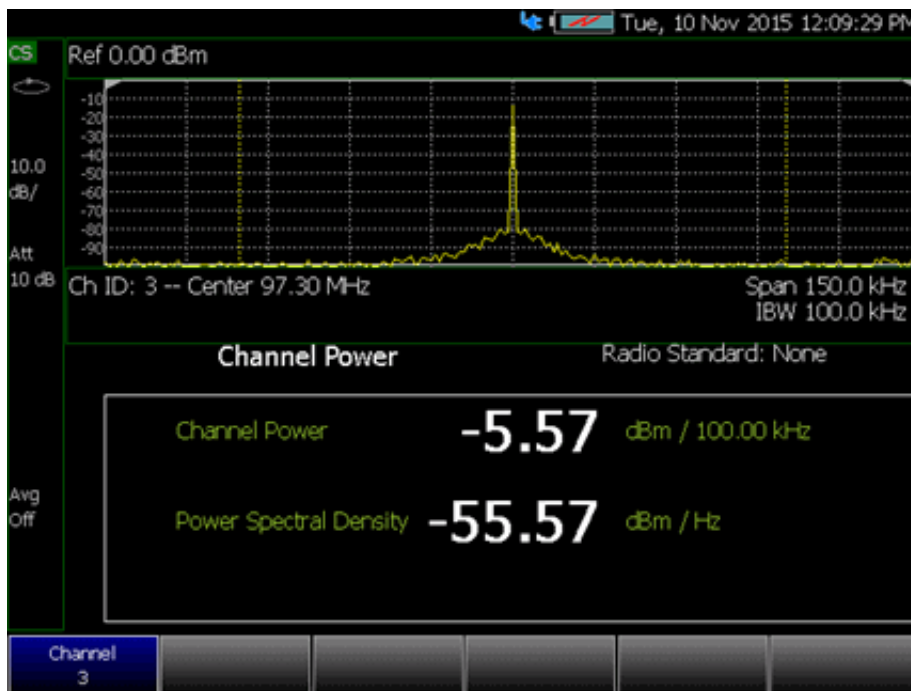 Tue, 10 Nov 2015 12:09:29 PM
CS
Ref 0.00 dBm
-10
-20
-30
-40
-50
-60
-70
-80
-90
10.0
dB/
Att
10 dB
Ch ID: 3 -- Center 97.30 MHz
Span 150.0 kHz
IBW 100.0 kHz
Channel Power
Radio Standard: None
Channel Power -5.57 dBm / 100.00 kHz
Avg
Off
Power Spectral Density -55.57 dBm / Hz
Channel
3